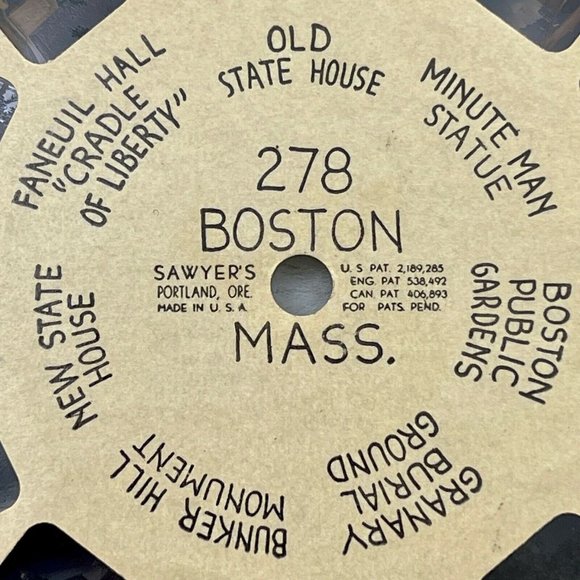 OLD
STATE HOUSE
MINUTE MAN
STATUE
BOSTON
PUBLIC
GARDENS
GRANARY
BURIAL
GROUND
BUNKER HILL
MONUMENT
NEW STATE
HOUSE
FANEUIL HALL
"CRADLE
OF LIBERTY"
278
BOSTON
SAWYER'S
PORTLAND, ORE.
MADE IN U. S. A.
U. S PAT. 2,189,285
ENG. PAT 538,492
CAN. PAT 406,893
FOR PATS. PEND.
MASS.